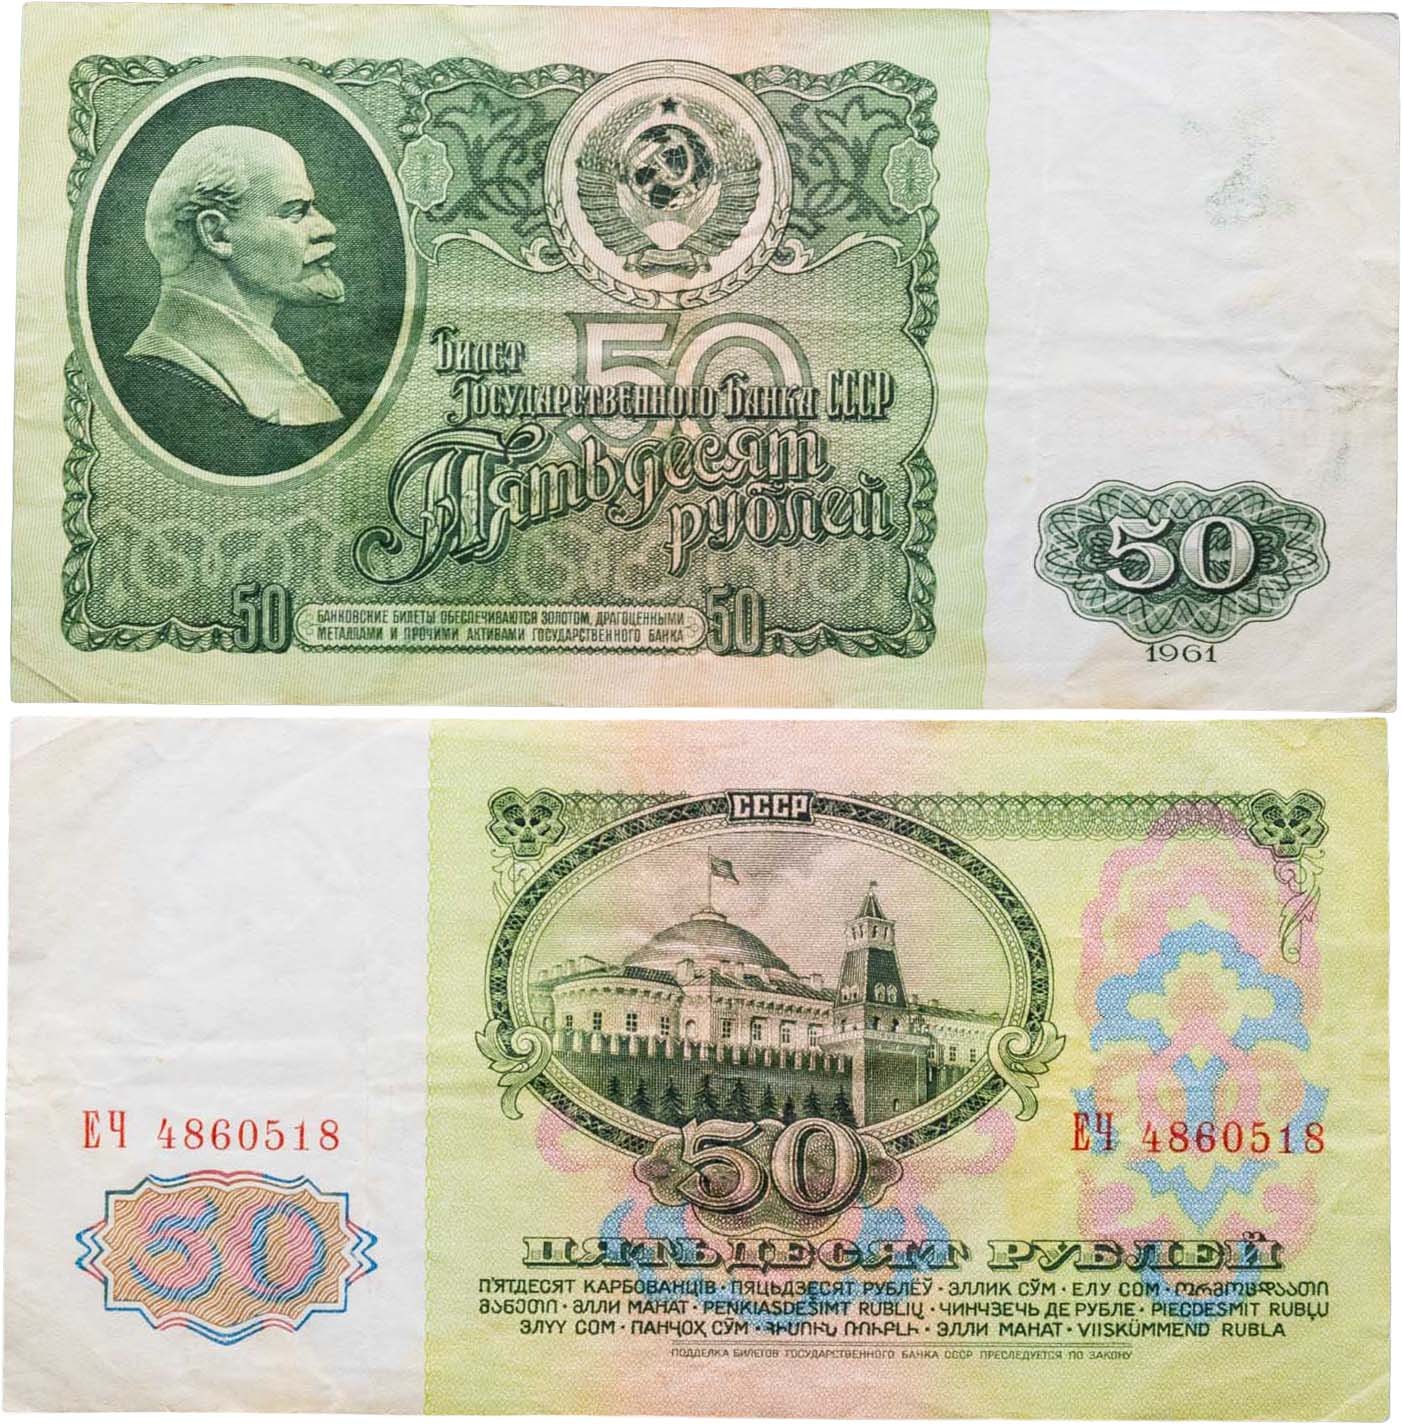 Билет
Государственного Банка СССР
50
Пятьдесят
рублей
50 БАНКОВСКИЕ БИЛЕТЫ ОБЕСПЕЧИВАЮТСЯ ЗОЛОТОМ, ДРАГОЦЕННЫМИ 50
МЕТАЛЛАМИ И ПРОЧИМИ АКТИВАМИ ГОСУДАРСТВЕННОГО БАНКА
50
1961
СССР
ЕЧ 4860518
50
50
ЕЧ 4860518
ПЯТЬДЕСЯТ РУБЛЕЙ
П'ЯТДЕСЯТ КАРБОВАНЦІВ · ПЯЦЬДЗЕСЯТ РУБЛЁЎ · ЭЛЛИК СЎМ · ЕЛУ СОМ · ორმოცდაათი
მანეთი · ӘЛЛИ МАНАТ · PENKIASDEŠIMT RUBLIŲ · ЧИНЧЗЕЧЬ ДЕ РУБЛЕ · PIECDESMIT RUBĻU
ЭЛҮҮ СОМ · ПАНҶОҲ СӮМ · ՀԻՍՈՒՆ ՌՈՒԲԼԻ · ЭЛЛИ МАНАТ · VIISKÜMMEND RUBLA
ПОДДЕЛКА БИЛЕТОВ ГОСУДАРСТВЕННОГО БАНКА СССР ПРЕСЛЕДУЕТСЯ ПО ЗАКОНУ